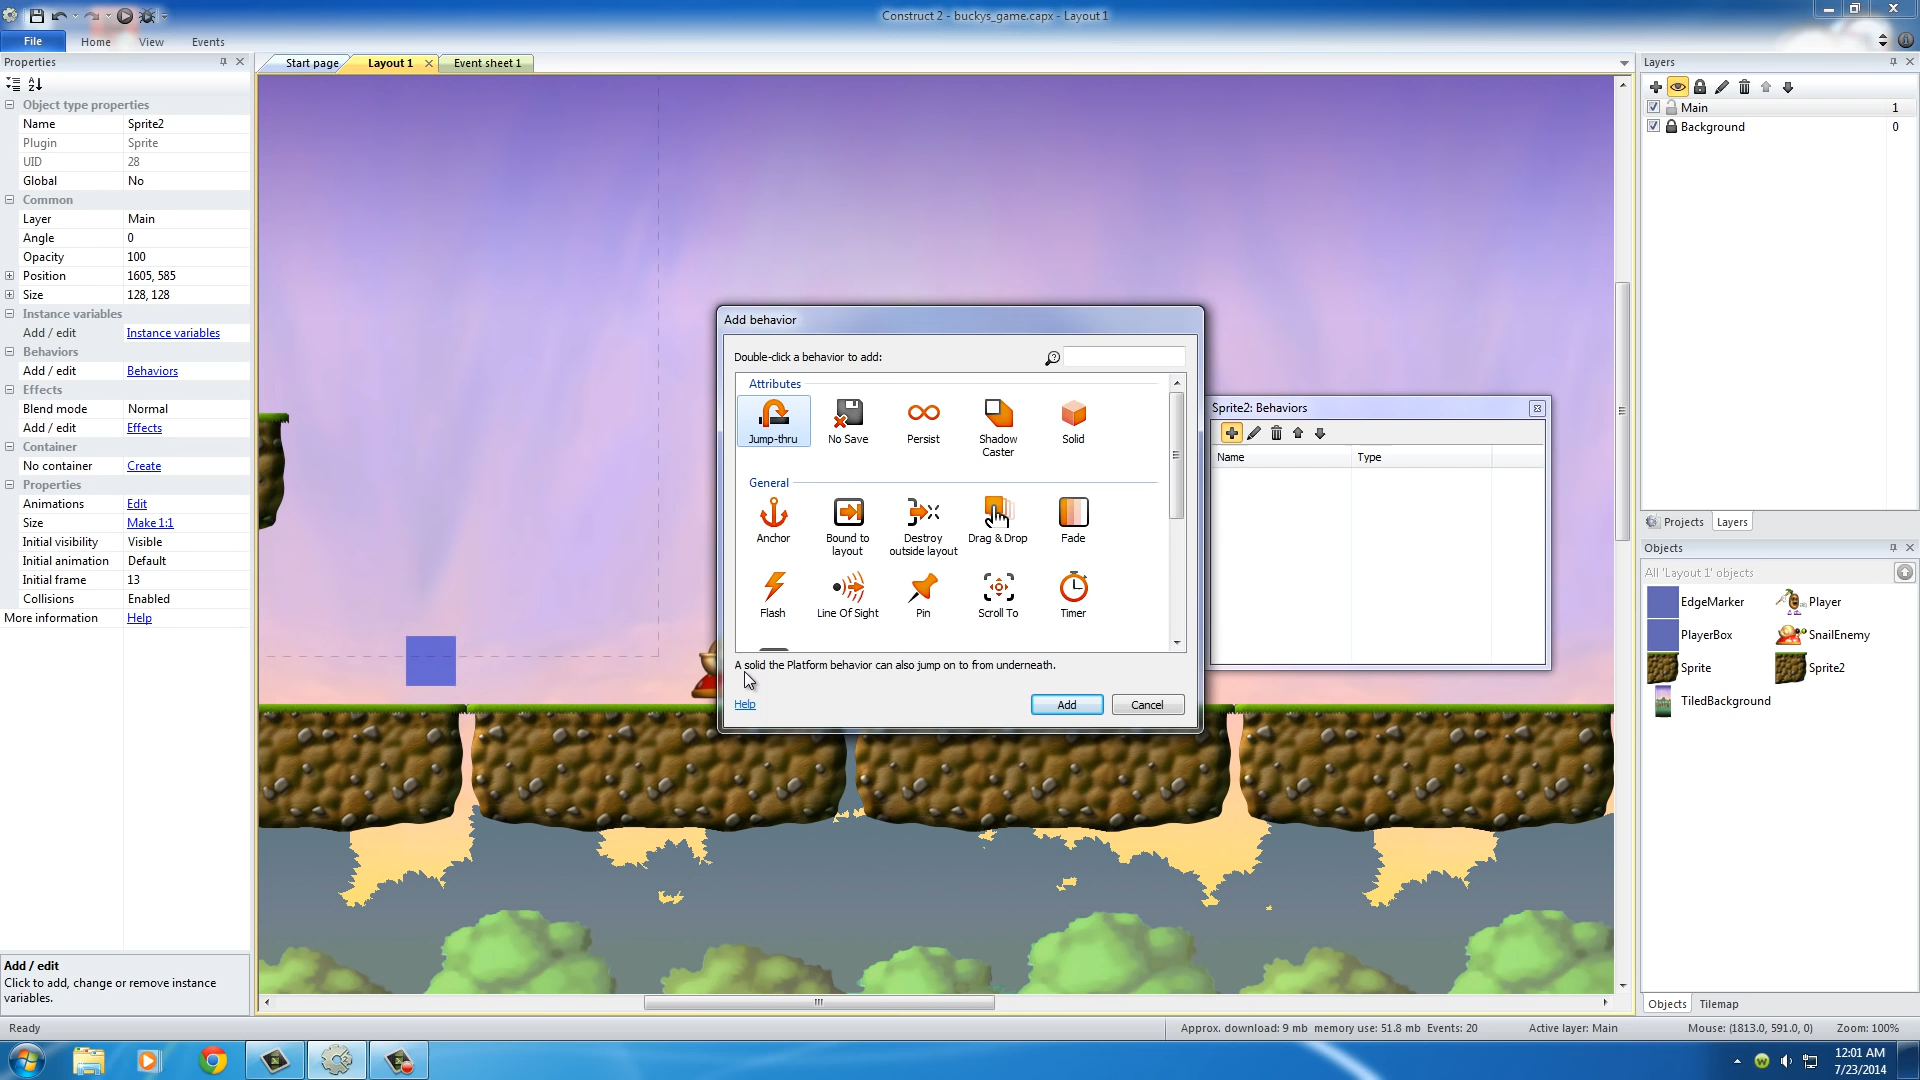 Construct 2 - buckys_game.capx - Layout 1
File Home View Events
Properties
Object type properties
Name Sprite2
Plugin Sprite
UID 28
Global No
Common
Layer Main
Angle 0
Opacity 100
Position 1605, 585
Size 128, 128
Instance variables
Add / edit Instance variables
Behaviors
Add / edit Behaviors
Effects
Blend mode Normal
Add / edit Effects
Container
No container Create
Properties
Animations Edit
Size Make 1:1
Initial visibility Visible
Initial animation Default
Initial frame 13
Collisions Enabled
More information Help
Add / edit
Click to add, change or remove instance
variables.
Start page Layout 1 Event sheet 1
Add behavior
Double-click a behavior to add:
Attributes
Jump-thru No Save Persist Shadow Caster Solid
General
Anchor Bound to layout Destroy outside layout Drag & Drop Fade
Flash Line Of Sight Pin Scroll To Timer
A solid the Platform behavior can also jump on to from underneath.
Help Add Cancel
Sprite2: Behaviors
Name Type
Layers
Main 1
Background 0
Projects Layers
Objects
All 'Layout 1' objects
EdgeMarker Player
PlayerBox SnailEnemy
Sprite Sprite2
TiledBackground
Objects Tilemap
Ready Approx. download: 9 mb memory use: 51.8 mb Events: 20 Active layer: Main Mouse: (1813.0, 591.0, 0) Zoom: 100%
12:01 AM
7/23/2014